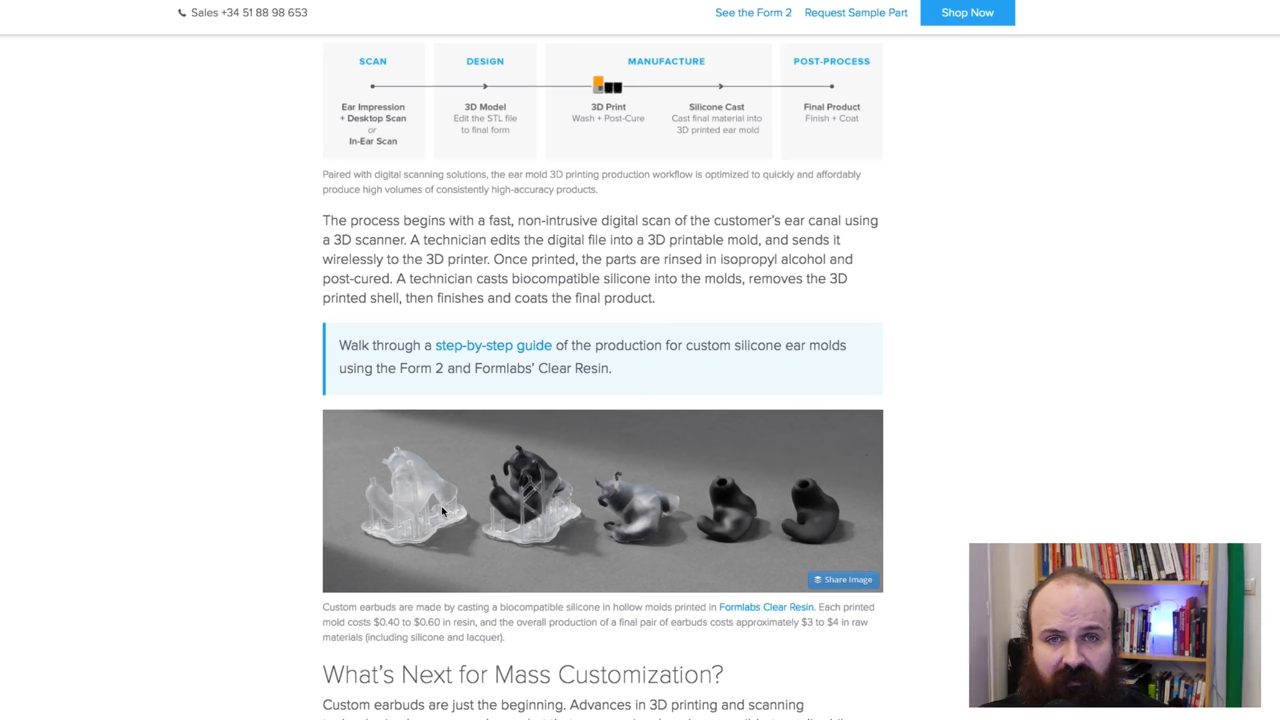 Sales +34 51 88 98 653
See the Form 2
Request Sample Part
Shop Now
SCAN
DESIGN
MANUFACTURE
POST-PROCESS
Ear Impression
+ Desktop Scan
or
In-Ear Scan
3D Model
Edit the STL file
to final form
3D Print
Wash + Post-Cure
Silicone Cast
Cast final material into
3D printed ear mold
Final Product
Finish + Coat
Paired with digital scanning solutions, the ear mold 3D printing production workflow is optimized to quickly and affordably
produce high volumes of consistently high-accuracy products.
The process begins with a fast, non-intrusive digital scan of the customer's ear canal using
a 3D scanner. A technician edits the digital file into a 3D printable mold, and sends it
wirelessly to the 3D printer. Once printed, the parts are rinsed in isopropyl alcohol and
post-cured. A technician casts biocompatible silicone into the molds, removes the 3D
printed shell, then finishes and coats the final product.
Walk through a step-by-step guide of the production for custom silicone ear molds
using the Form 2 and Formlabs' Clear Resin.
Share Image
Custom earbuds are made by casting a biocompatible silicone in hollow molds printed in Formlabs Clear Resin. Each printed
mold costs $0.40 to $0.60 in resin, and the overall production of a final pair of earbuds costs approximately $3 to $4 in raw
materials (including silicone and lacquer).
What's Next for Mass Customization?
Custom earbuds are just the beginning. Advances in 3D printing and scanning